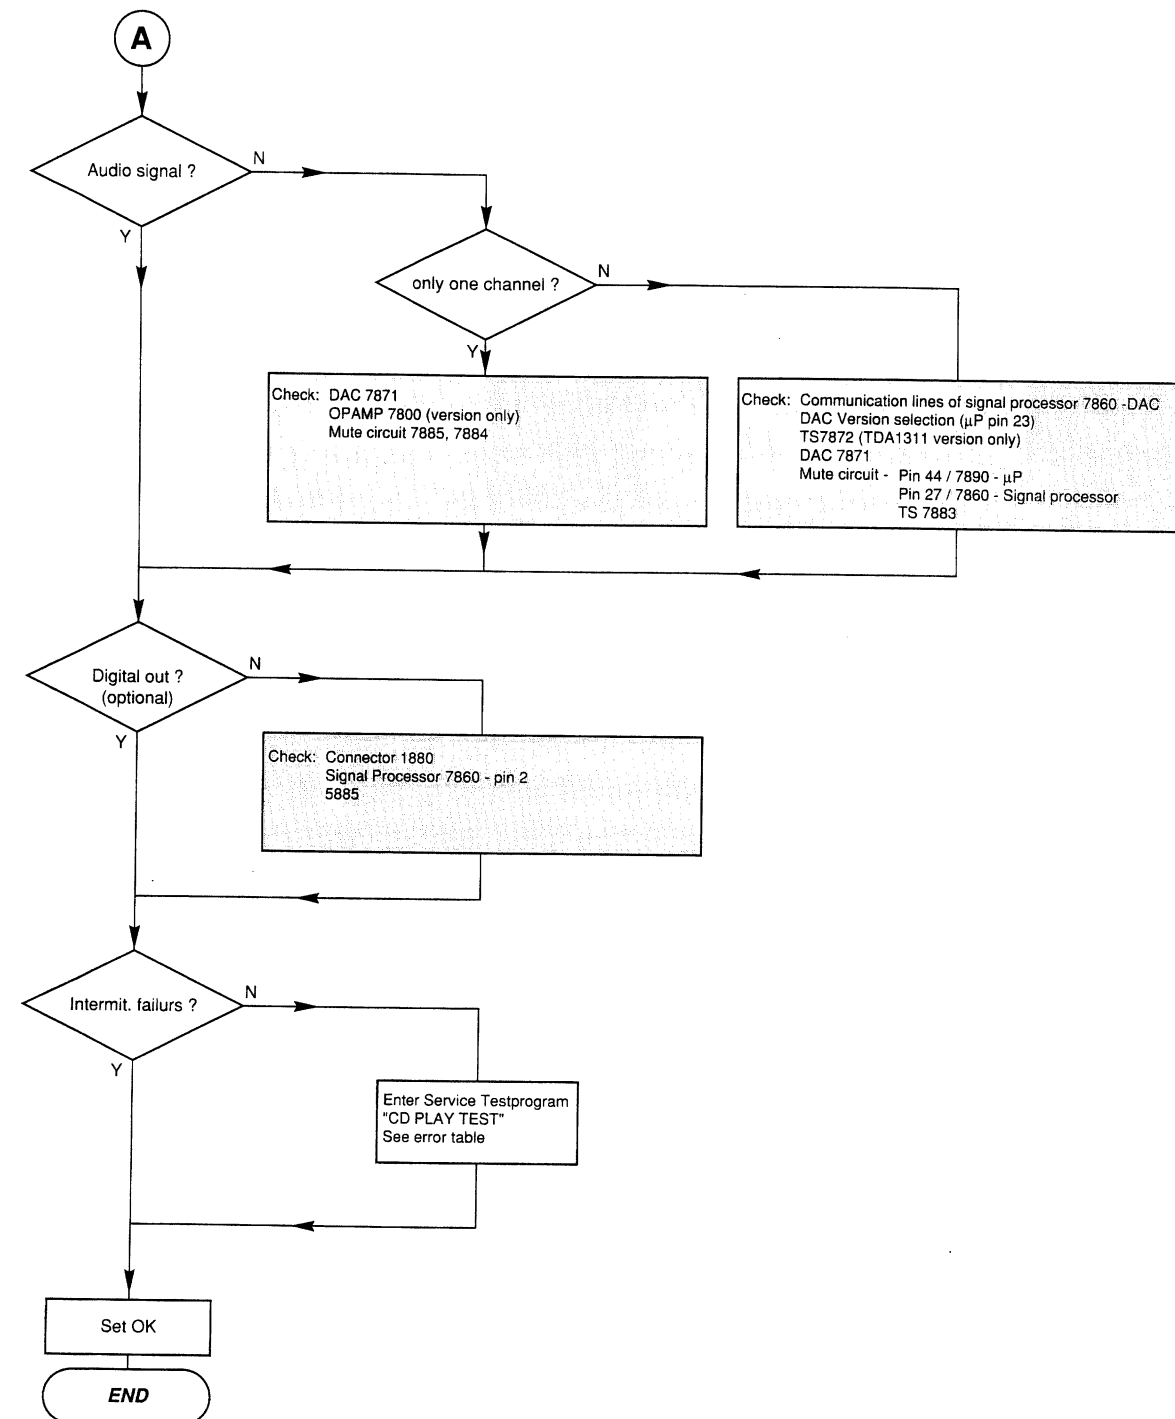 A
Audio signal ?
N
Y
only one channel ?
N
Y
Check: DAC 7871
OPAMP 7800 (version only)
Mute circuit 7885, 7884
Check: Communication lines of signal processor 7860 -DAC
DAC Version selection (µP pin 23)
TS7872 (TDA1311 version only)
DAC 7871
Mute circuit - Pin 44 / 7890 - µP
Pin 27 / 7860 - Signal processor
TS 7883
Digital out ?
(optional)
N
Y
Check: Connector 1880
Signal Processor 7860 - pin 2
5885
Intermit. failurs ?
N
Y
Enter Service Testprogram
"CD PLAY TEST"
See error table
Set OK
END